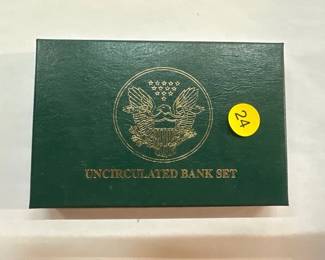 24
UNCIRCULATED BANK SET